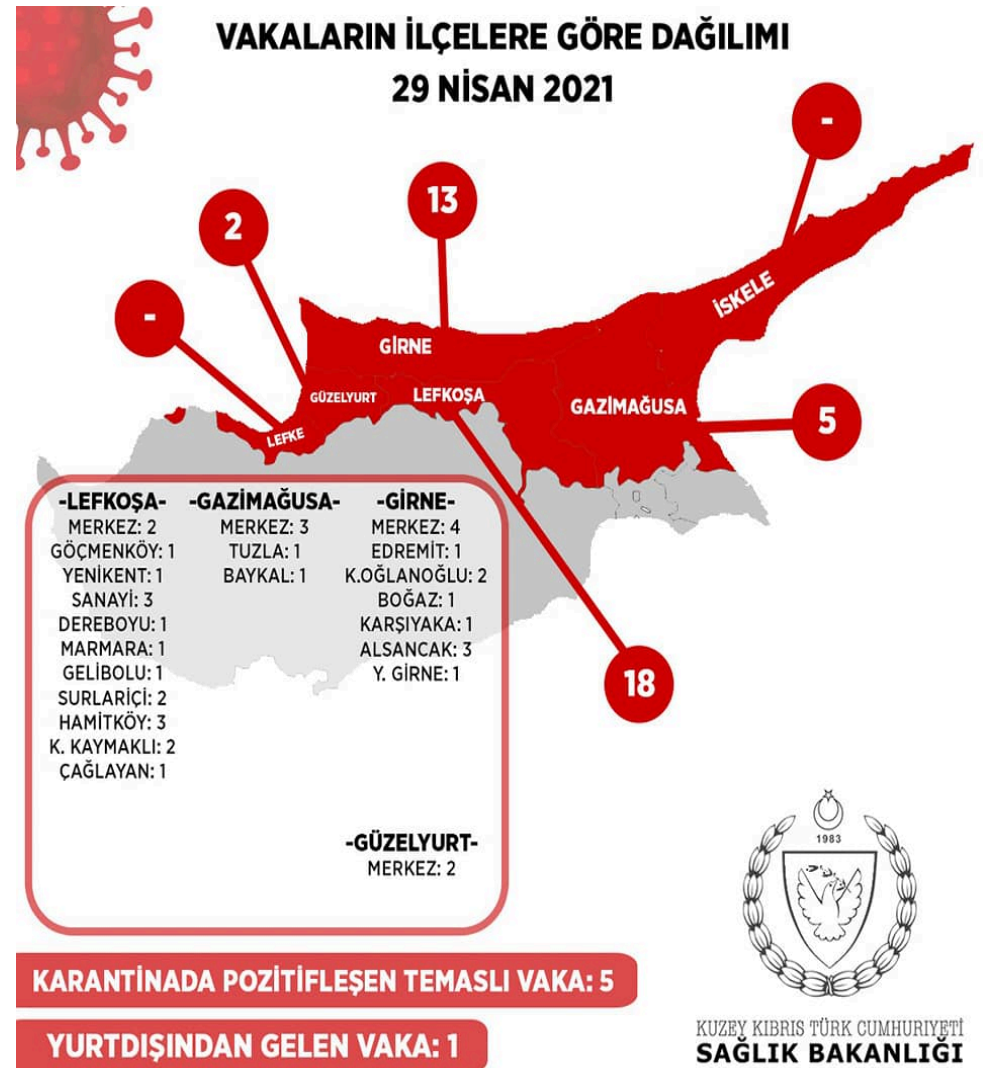 VAKALARIN İLÇELERE GÖRE DAĞILIMI
29 NİSAN 2021
-
13
2
-
İSKELE
GİRNE
GÜZELYURT
LEFKOŞA
GAZİMAĞUSA
LEFKE
5
18
-LEFKOŞA-
MERKEZ: 2
GÖÇMENKÖY: 1
YENİKENT: 1
SANAYİ: 3
DEREBOYU: 1
MARMARA: 1
GELİBOLU: 1
SURLARİÇİ: 2
HAMİTKÖY: 3
K. KAYMAKLI: 2
ÇAĞLAYAN: 1
-GAZİMAĞUSA-
MERKEZ: 3
TUZLA: 1
BAYKAL: 1
-GİRNE-
MERKEZ: 4
EDREMİT: 1
K.OĞLANOĞLU: 2
BOĞAZ: 1
KARŞIYAKA: 1
ALSANCAK: 3
Y. GİRNE: 1
-GÜZELYURT-
MERKEZ: 2
KARANTİNADA POZİTİFLEŞEN TEMASLI VAKA: 5
YURTDIŞINDAN GELEN VAKA: 1
1983
KUZEY KIBRIS TÜRK CUMHURİYETİ
SAĞLIK BAKANLIĞI